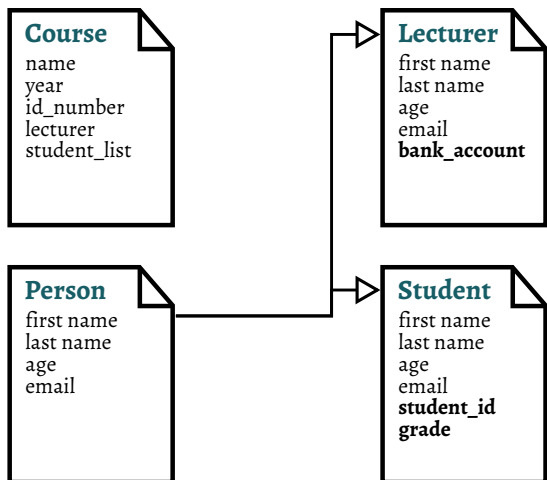 Course
name
year
id_number
lecturer
student_list
Lecturer
first name
last name
age
email
bank_account
Person
first name
last name
age
email
Student
first name
last name
age
email
student_id
grade